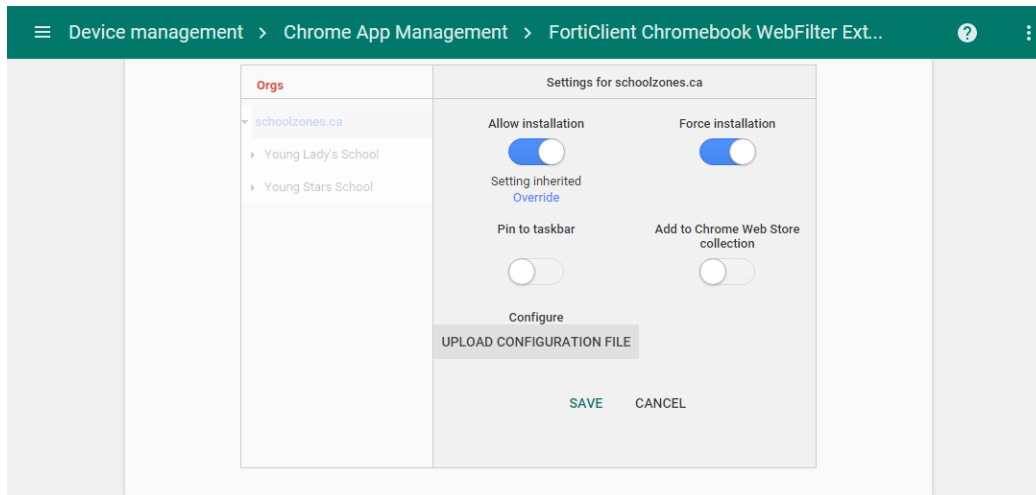 Device management > Chrome App Management > FortiClient Chromebook WebFilter Ext...
Orgs
schoolzones.ca
Young Lady's School
Young Stars School
Settings for schoolzones.ca
Allow installation
Setting inherited
Override
Force installation
Pin to taskbar
Add to Chrome Web Store
collection
Configure
UPLOAD CONFIGURATION FILE
SAVE CANCEL